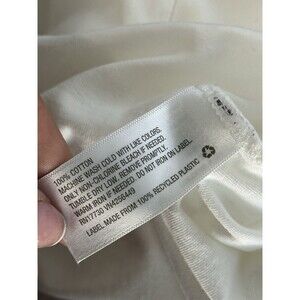 100% COTTON
MACHINE WASH COLD WITH LIKE COLORS.
ONLY NON-CHLORINE BLEACH IF NEEDED.
TUMBLE DRY LOW. REMOVE PROMPTLY.
WARM IRON IF NEEDED. DO NOT IRON ON LABEL.
RN17730 VN4256449
LABEL MADE FROM 100% RECYCLED PLASTIC